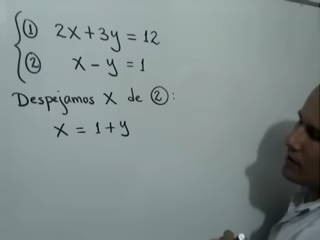 ① 2x+3y=12
② x-y=1
Despejamos x de ②:
x = 1+y